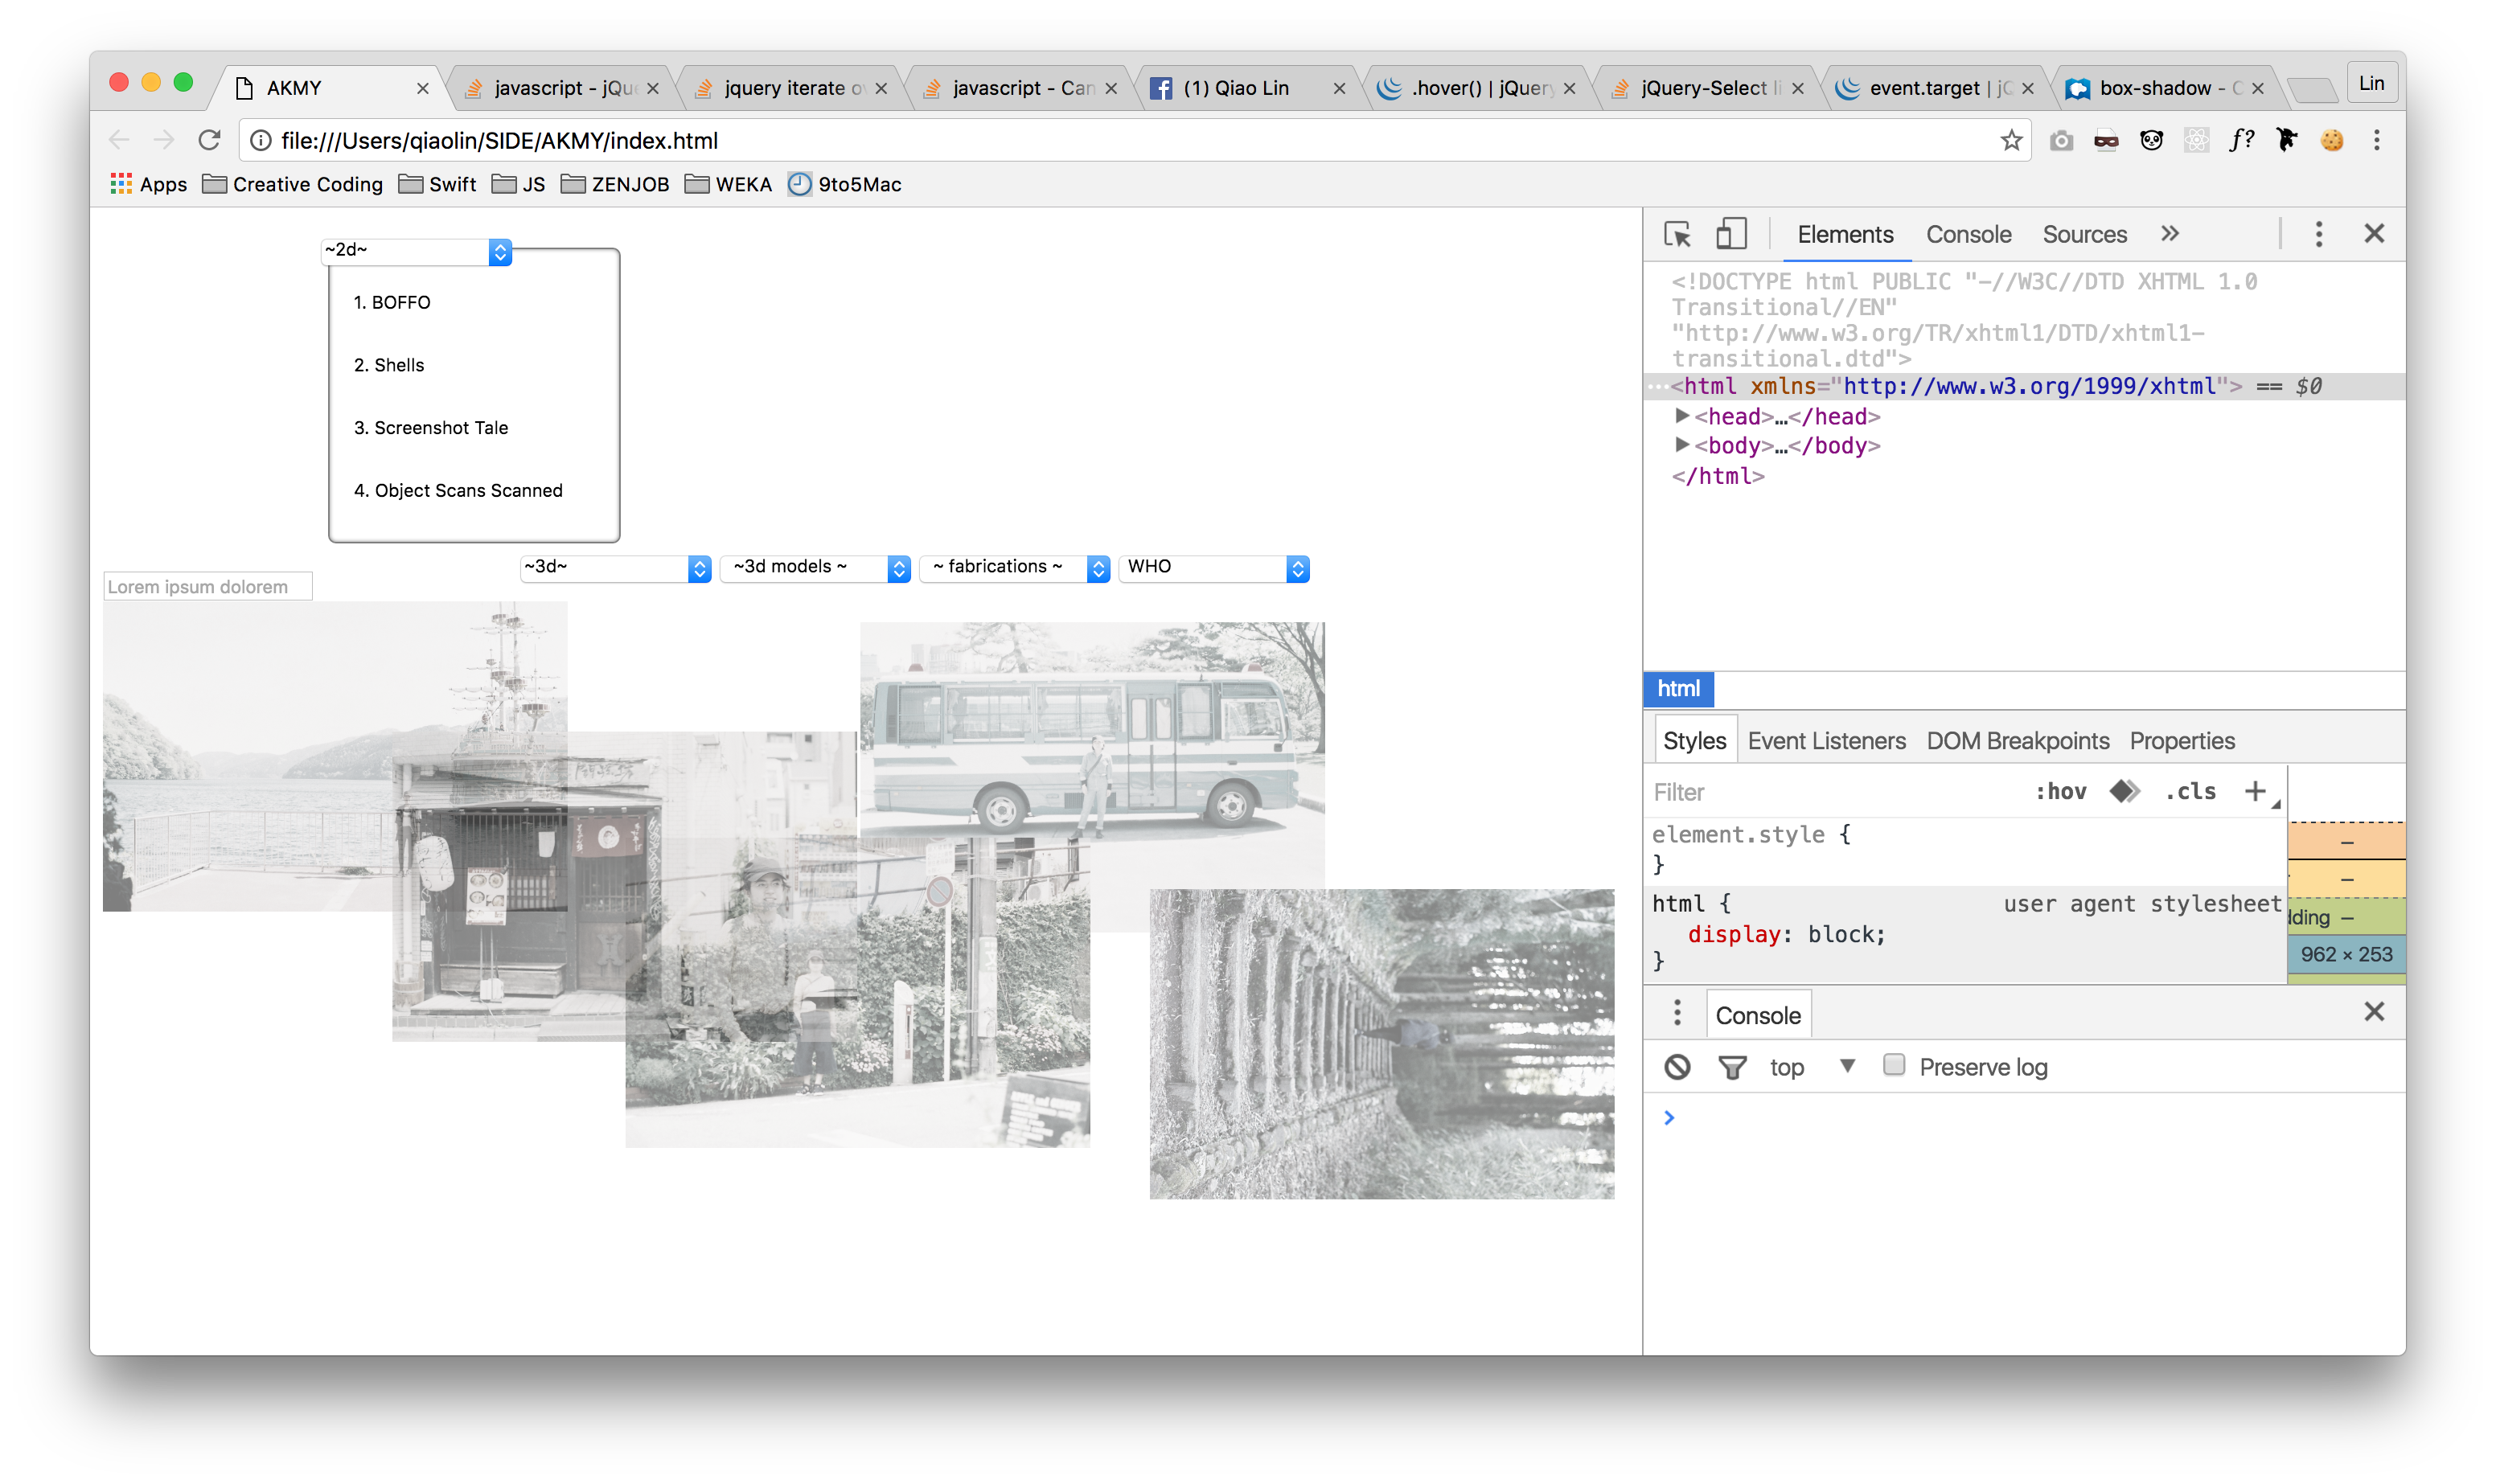 AKMY
javascript - jQue
jquery iterate ov
javascript - Can
(1) Qiao Lin
.hover() | jQuery
jQuery-Select li
event.target | jQ
box-shadow - C
Lin
file:///Users/qiaolin/SIDE/AKMY/index.html
f?
Apps
Creative Coding
Swift
JS
ZENJOB
WEKA
9to5Mac
~2d~
1. BOFFO
2. Shells
3. Screenshot Tale
4. Object Scans Scanned
~3d~
~3d models ~
~ fabrications ~
WHO
Lorem ipsum dolorem
Elements
Console
Sources
<!DOCTYPE html PUBLIC "-//W3C//DTD XHTML 1.0
Transitional//EN"
"http://www.w3.org/TR/xhtml1/DTD/xhtml1-
transitional.dtd">
…<html xmlns="http://www.w3.org/1999/xhtml"> == $0
<head>…</head>
<body>…</body>
</html>
html
Styles
Event Listeners
DOM Breakpoints
Properties
Filter
:hov
.cls
element.style {
}
html {
user agent stylesheet
display: block;
}
–
–
dding –
962 × 253
Console
top
Preserve log